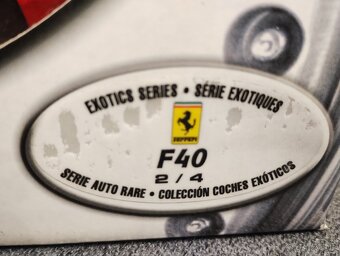 EXOTICS SERIES • SÉRIE EXOTIQUES
Ferrari
F40
2/4
SERIE AUTO RARE • COLECCIÓN COCHES EXÓTICOS